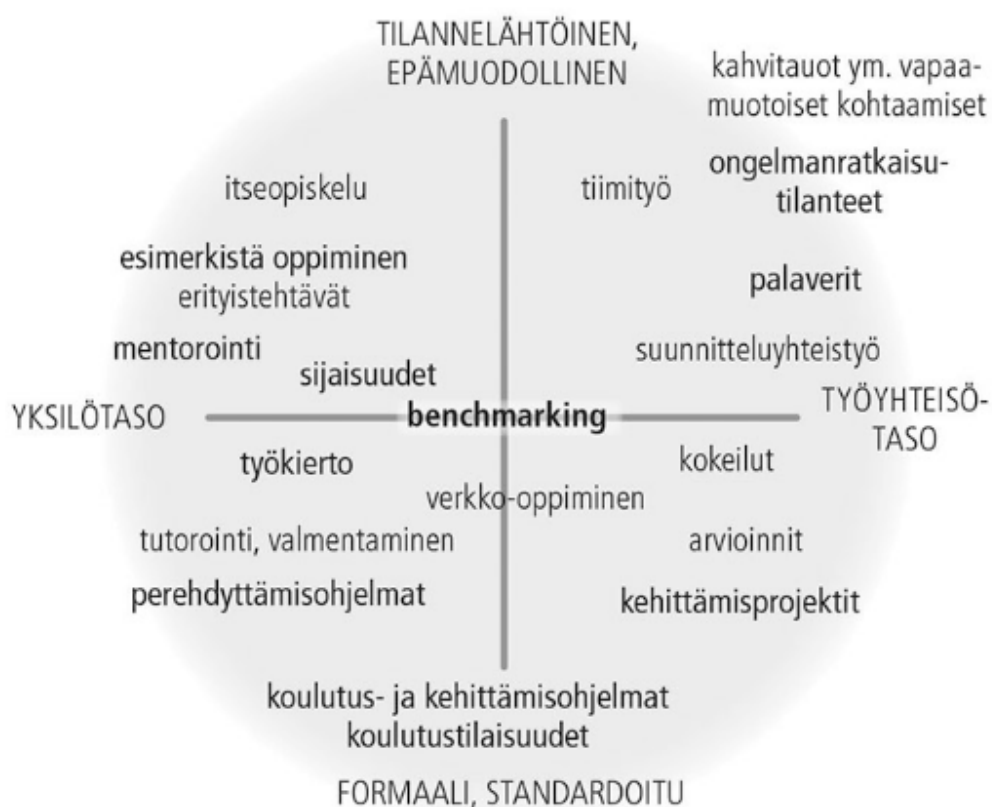 TILANNELÄHTÖINEN,
EPÄMUODOLLINEN
kahvitauot ym. vapaa-
muotoiset kohtaamiset
itseopiskelu
tiimityö
ongelmanratkaisu-
tilanteet
esimerkistä oppiminen
erityistehtävät
palaverit
mentorointi
suunnitteluyhteistyö
sijaisuudet
YKSILÖTASO
benchmarking
TYÖYHTEISÖ-
TASO
työkierto
kokeilut
verkko-oppiminen
tutorointi, valmentaminen
arvioinnit
perehdyttämisohjelmat
kehittämisprojektit
koulutus- ja kehittämisohjelmat
koulutustilaisuudet
FORMAALI, STANDARDOITU